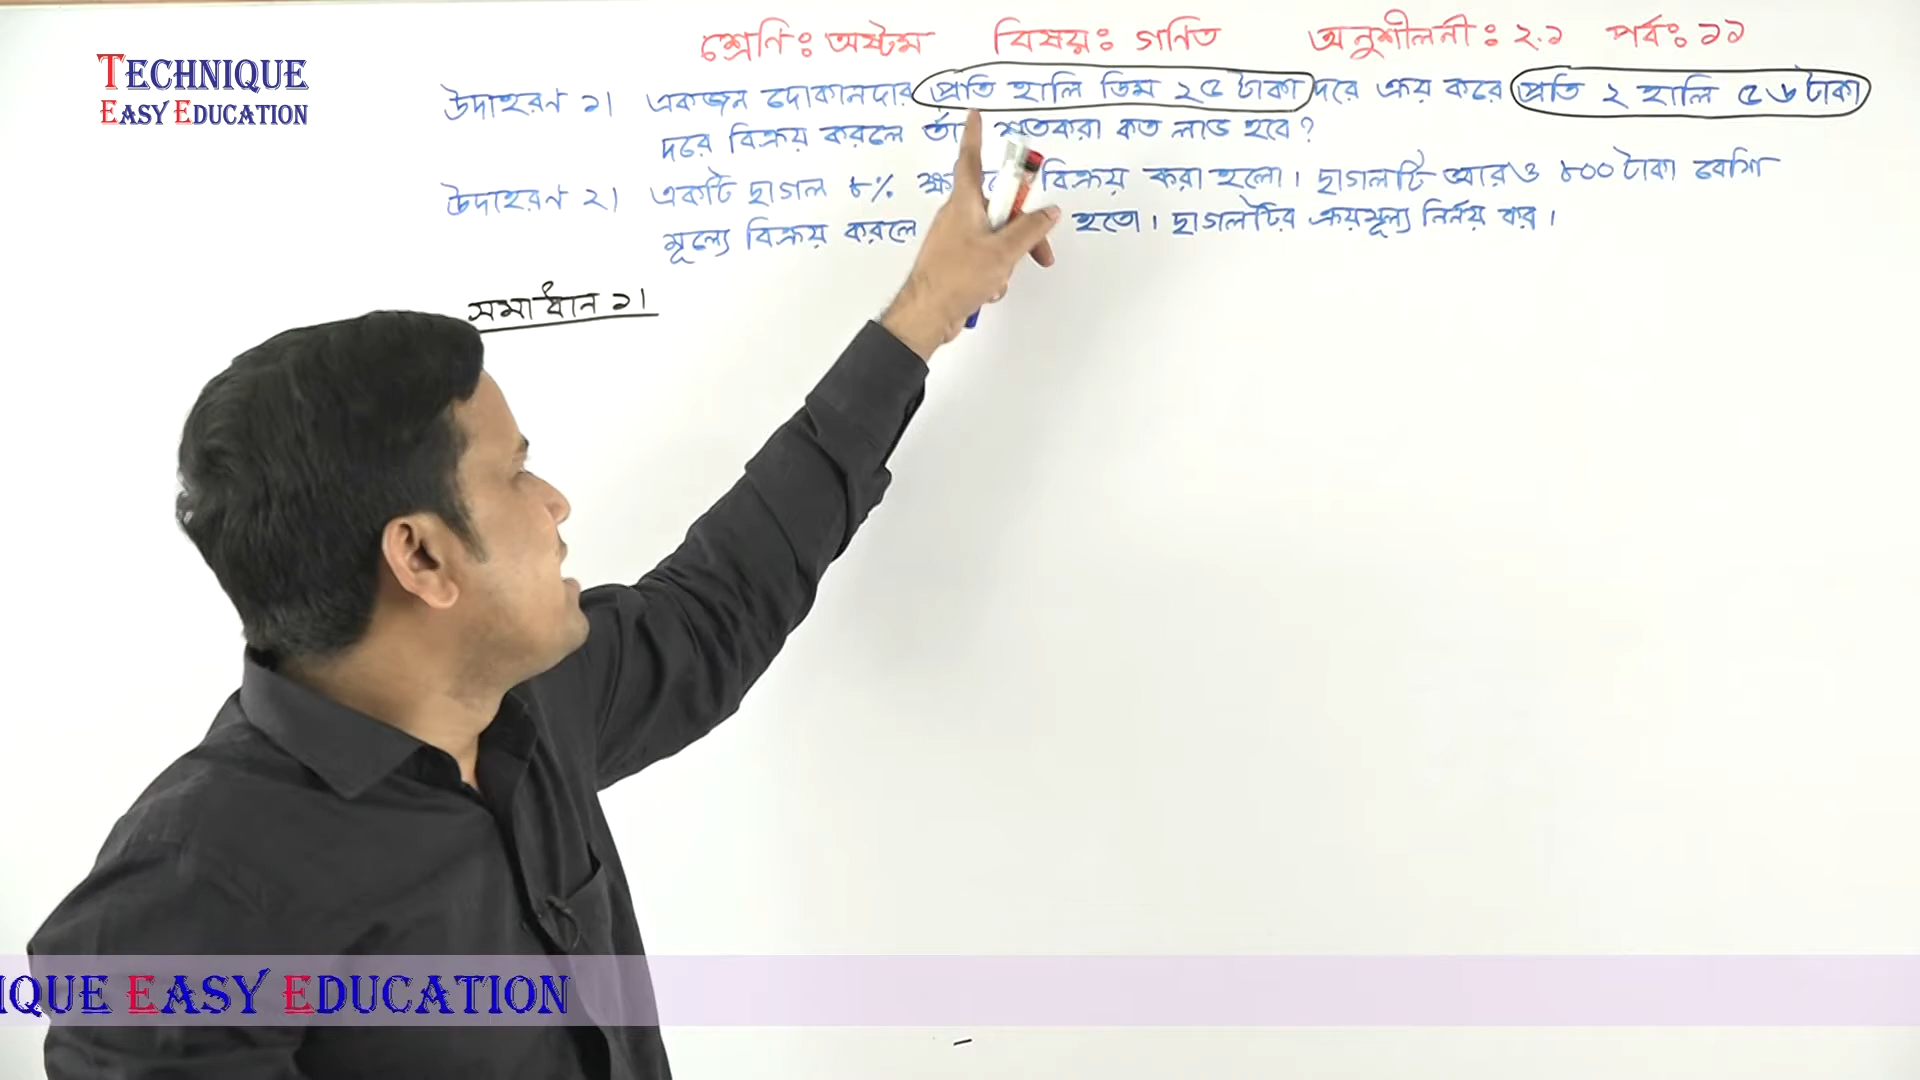 TECHNIQUE
EASY EDUCATION
শ্রেণি: অষ্টম বিষয়: গণিত অনুশীলনী: ২.১ পর্ব: ১১
উদাহরণ ১। একজন দোকানদার প্রতি হালি ডিম ২৫ টাকা দরে ক্রয় করে প্রতি ২ হালি ৫৬ টাকা
দরে বিক্রয় করলে শতকরা কত লাভ হবে?
উদাহরণ ২। একটি ছাগল ৮% বিক্রয় করা হলো। ছাগলটি আরও ৮০০ টাকা বেশি
মূল্যে বিক্রয় করলে হতো। ছাগলটির ক্রয়মূল্য নির্নয় কর।
সমাধান ১।
IQUE EASY EDUCATION